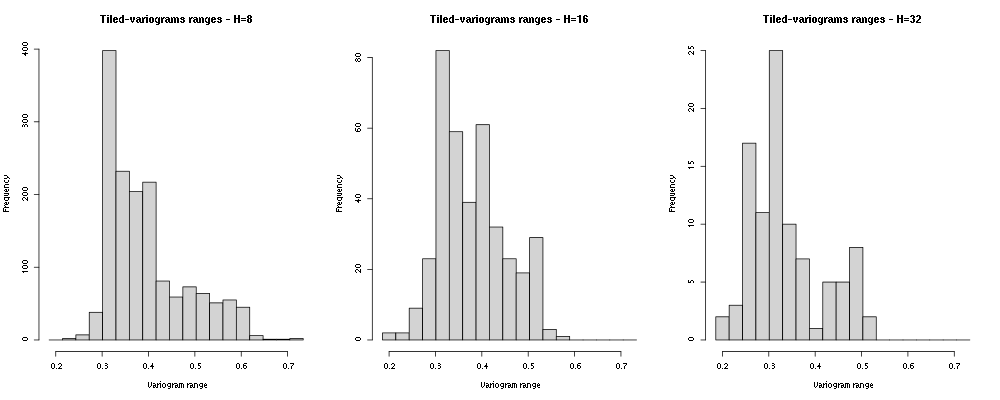 Tiled-variograms ranges - H=8
Frequency
400
300
200
100
0
0.2 0.3 0.4 0.5 0.6 0.7
Variogram range
Tiled-variograms ranges - H=16
Frequency
80
60
40
20
0
0.2 0.3 0.4 0.5 0.6 0.7
Variogram range
Tiled-variograms ranges - H=32
Frequency
25
20
15
10
5
0
0.2 0.3 0.4 0.5 0.6 0.7
Variogram range